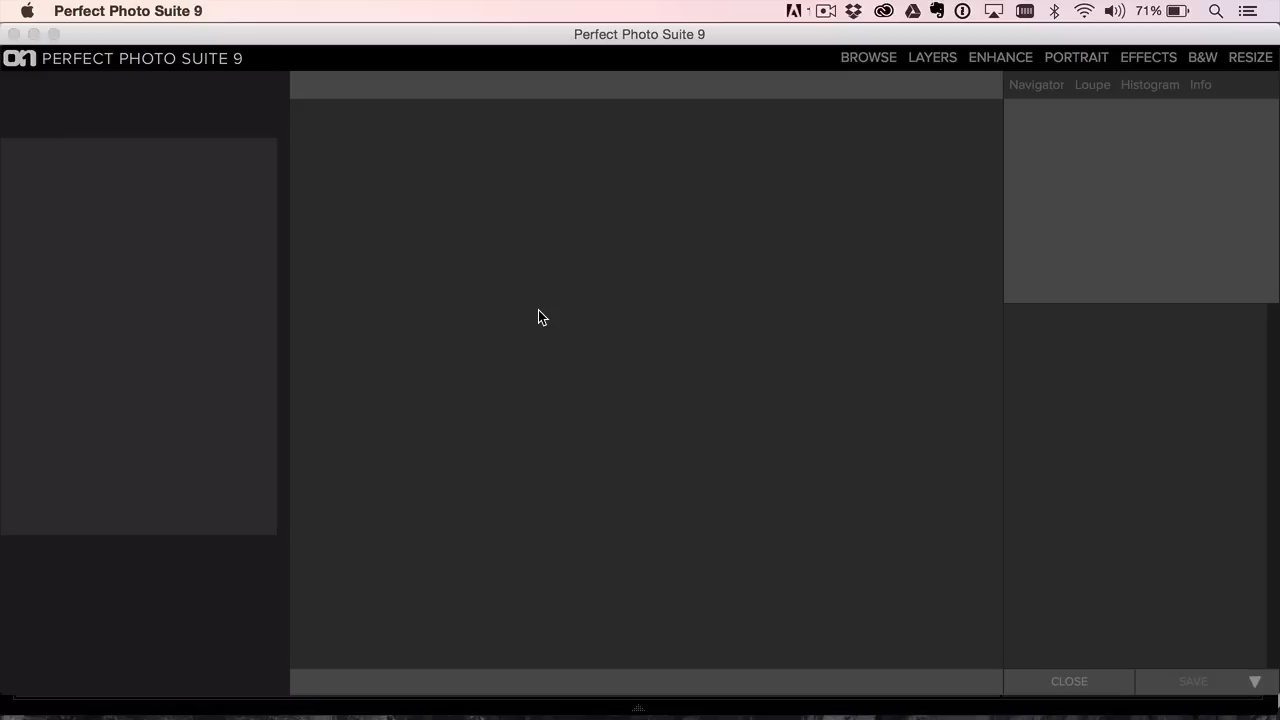 Perfect Photo Suite 9
71%
Perfect Photo Suite 9
on PERFECT PHOTO SUITE 9
BROWSE LAYERS ENHANCE PORTRAIT EFFECTS B&W RESIZE
Navigator Loupe Histogram Info
CLOSE SAVE